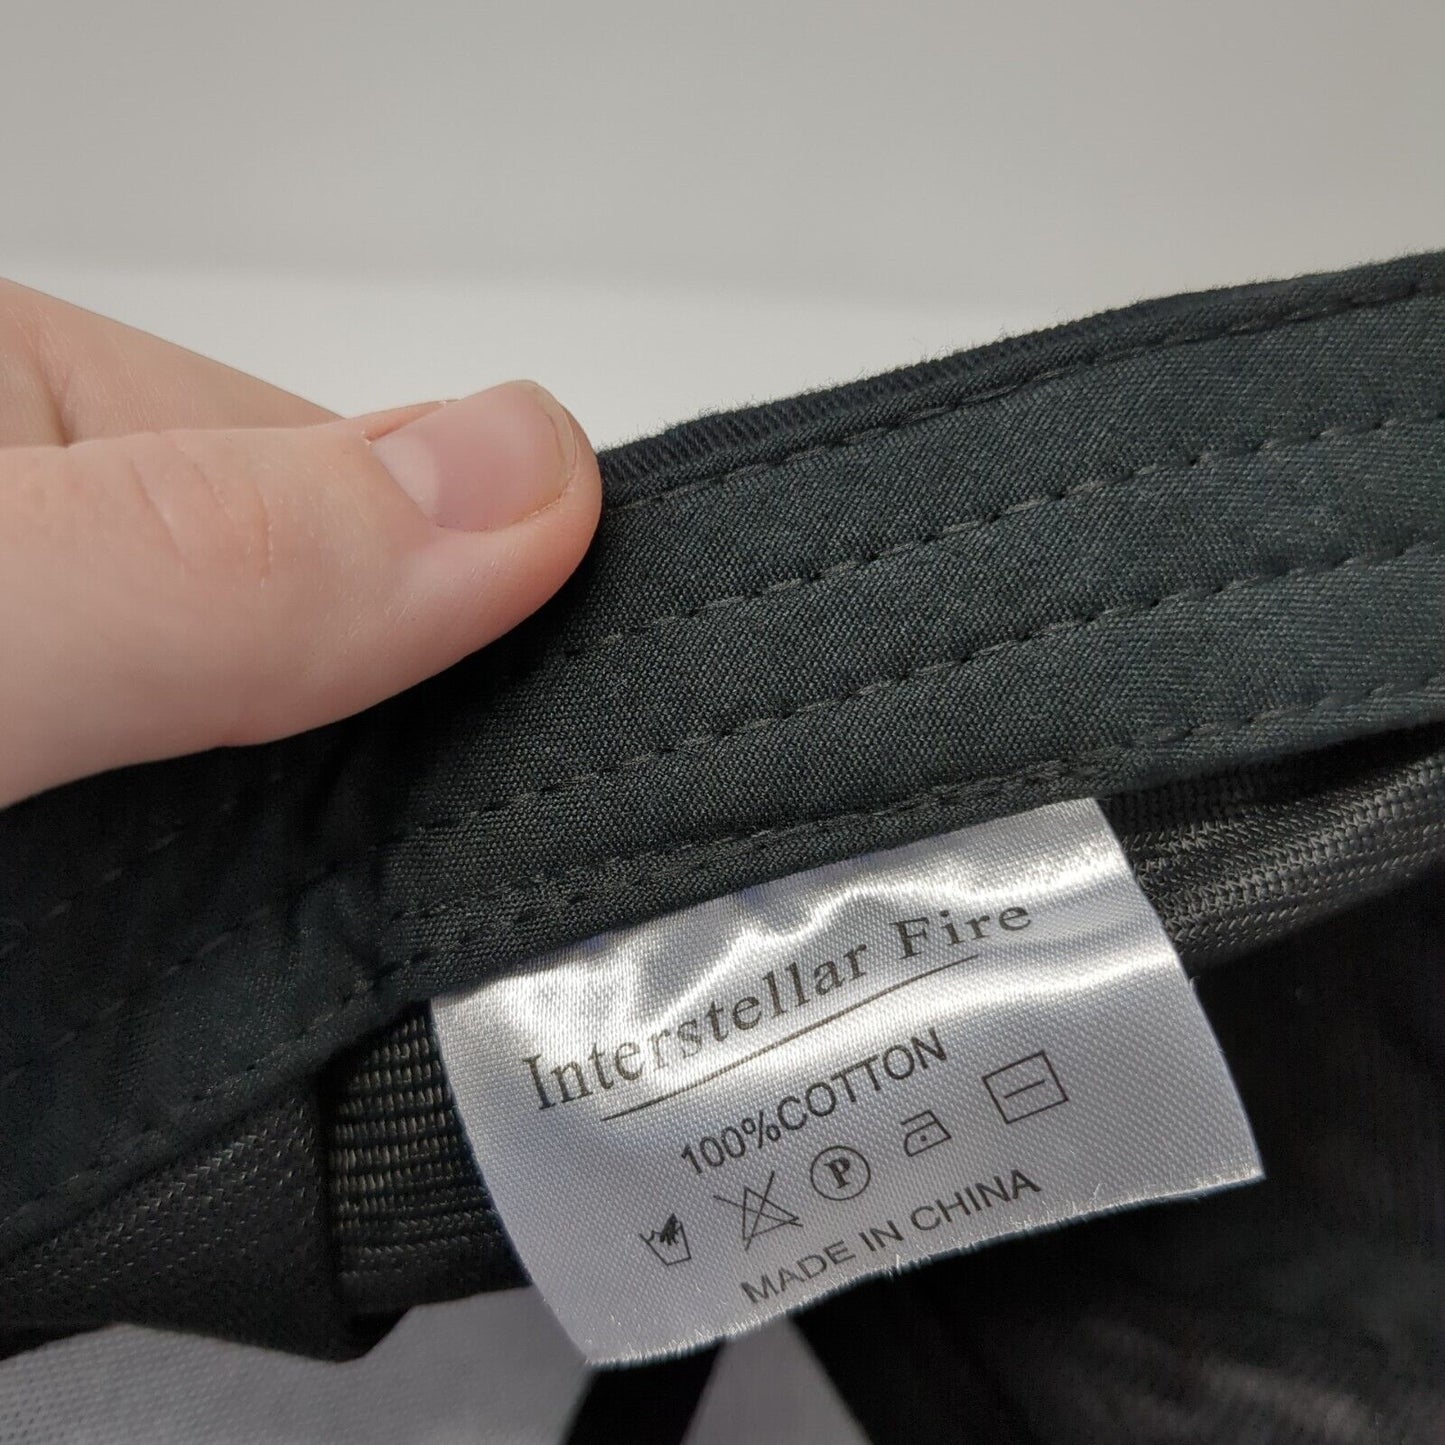 Interstellar Fire
100%COTTON
P
MADE IN CHINA